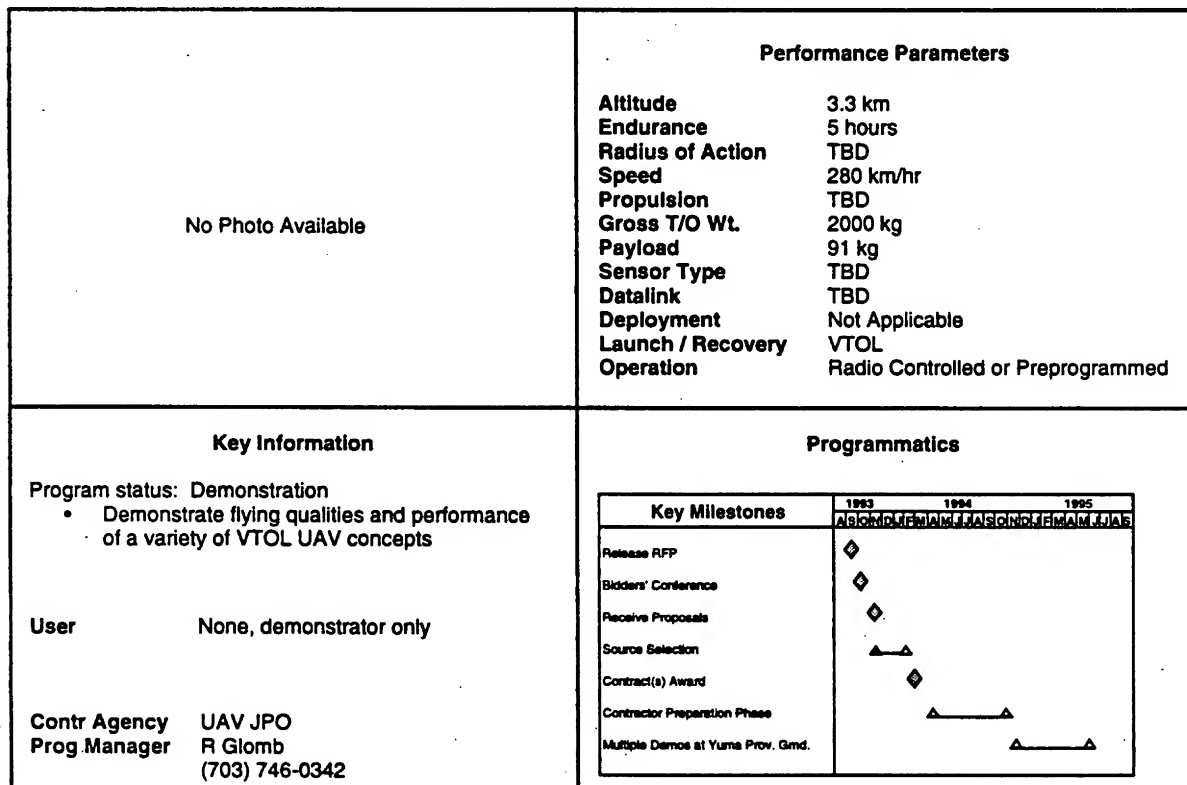 No Photo Available
Performance Parameters
Altitude 3.3 km
Endurance 5 hours
Radius of Action TBD
Speed 280 km/hr
Propulsion TBD
Gross T/O Wt. 2000 kg
Payload 91 kg
Sensor Type TBD
Datalink TBD
Deployment Not Applicable
Launch / Recovery VTOL
Operation Radio Controlled or Preprogrammed
Key Information
Program status: Demonstration
• Demonstrate flying qualities and performance
of a variety of VTOL UAV concepts
User None, demonstrator only
Contr Agency UAV JPO
Prog Manager R Glomb
(703) 746-0342
Programmatics
Key Milestones 1993 1994 1995
A S O N D J F M A M J J A S O N D J F M A M J J A S
Release RFP
Bidders' Conference
Receive Proposals
Source Selection
Contract(s) Award
Contractor Preparation Phase
Multiple Demos at Yuma Prov. Grnd.